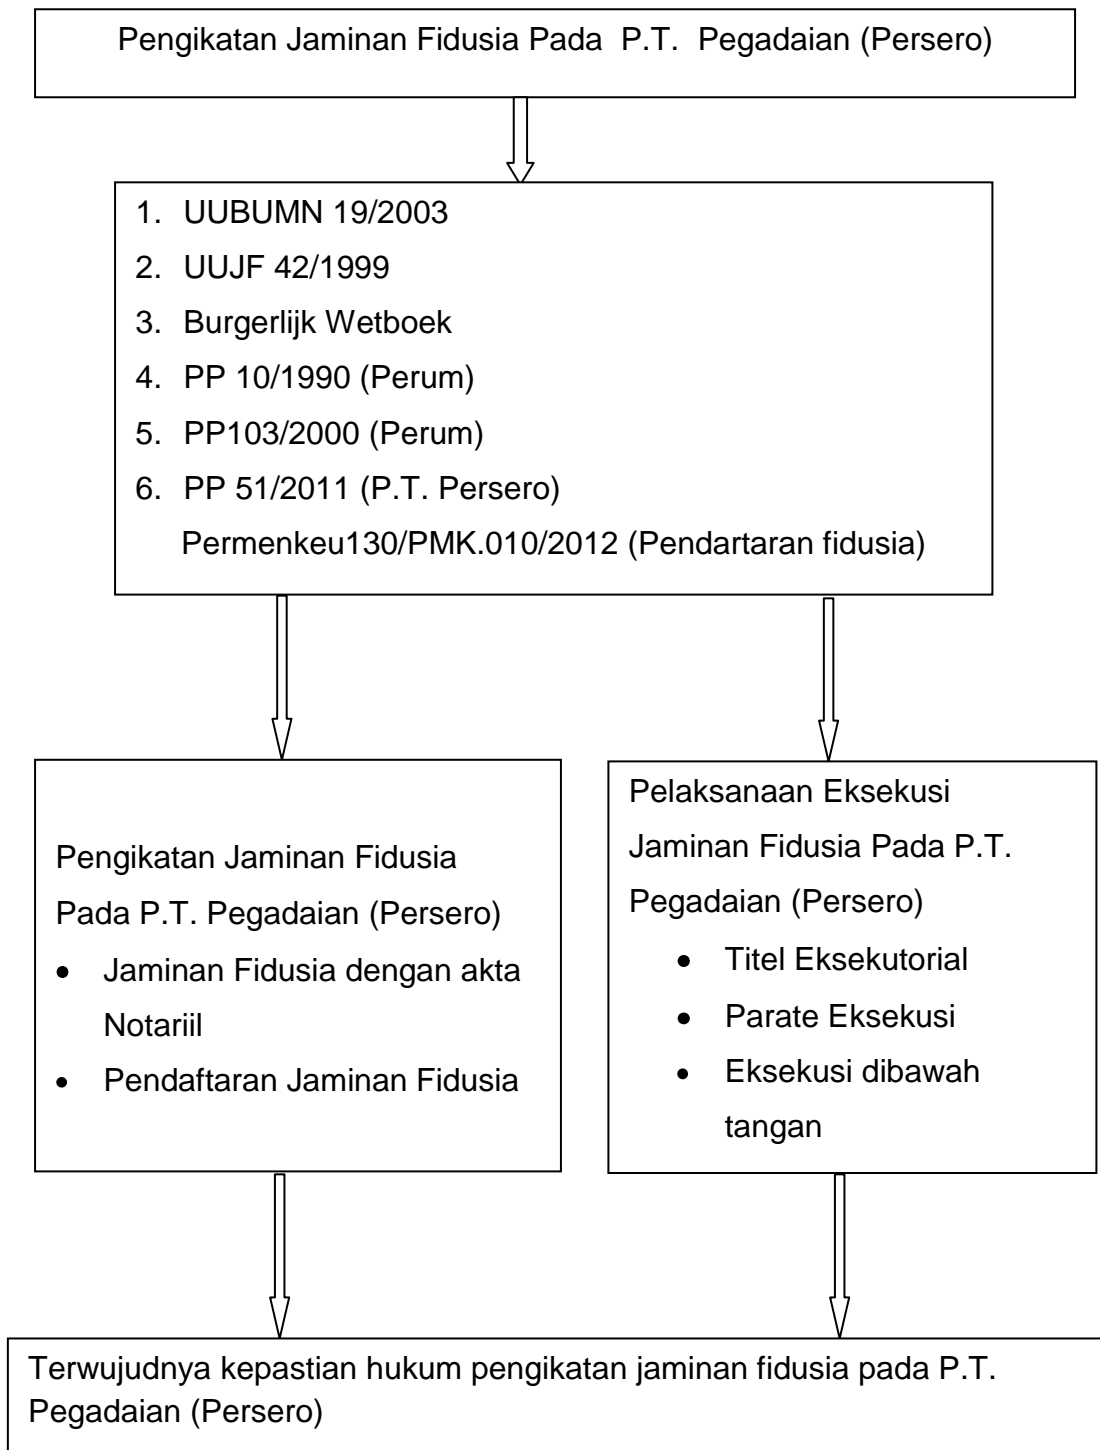 Pengikatan Jaminan Fidusia Pada P.T. Pegadaian (Persero)
1. UUBUMN 19/2003
2. UUJF 42/1999
3. Burgerlijk Wetboek
4. PP 10/1990 (Perum)
5. PP103/2000 (Perum)
6. PP 51/2011 (P.T. Persero)
Permenkeu130/PMK.010/2012 (Pendartaran fidusia)
Pengikatan Jaminan Fidusia
Pada P.T. Pegadaian (Persero)
• Jaminan Fidusia dengan akta
Notariil
• Pendaftaran Jaminan Fidusia
Pelaksanaan Eksekusi
Jaminan Fidusia Pada P.T.
Pegadaian (Persero)
• Titel Eksekutorial
• Parate Eksekusi
• Eksekusi dibawah
tangan
Terwujudnya kepastian hukum pengikatan jaminan fidusia pada P.T.
Pegadaian (Persero)